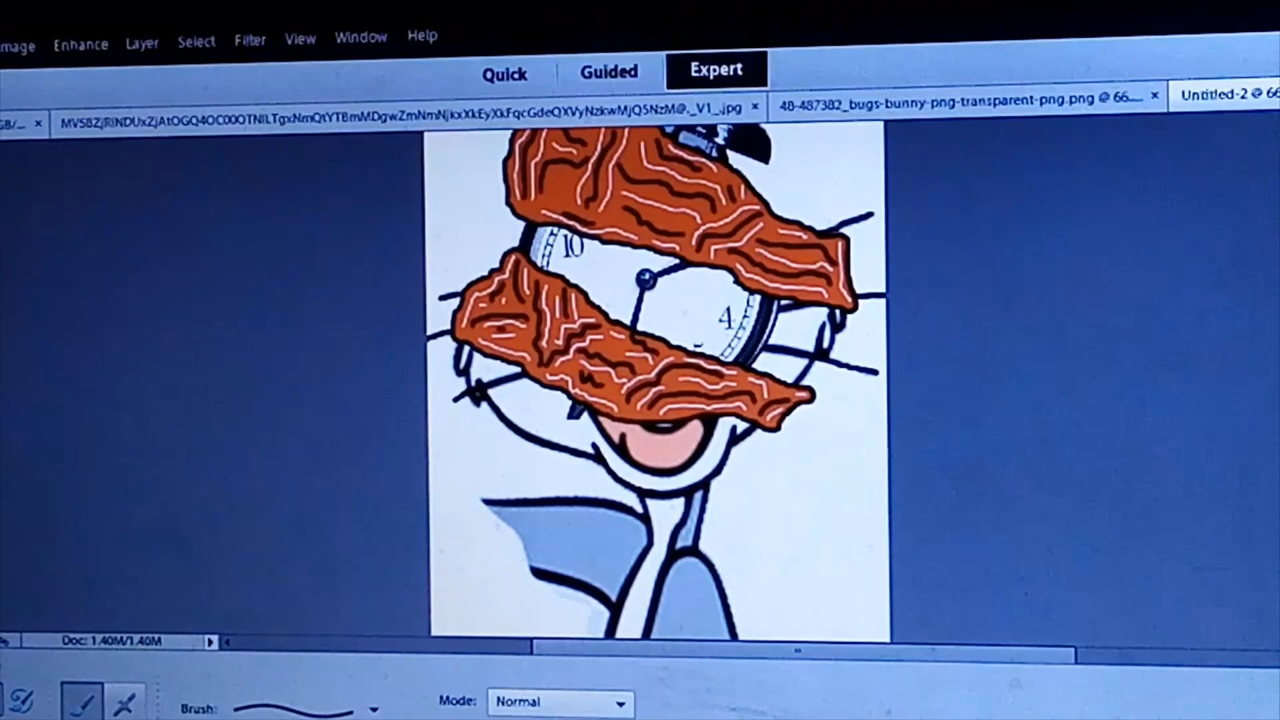 Enhance Layer Select Filter View Window Help
Quick Guided Expert
48-487382_bugs-bunny-png-transparent-png.png @ 66.... × Untitled-2 @ 66
10
4
Doc: 1.40M/1.40M
Brush: Mode: Normal